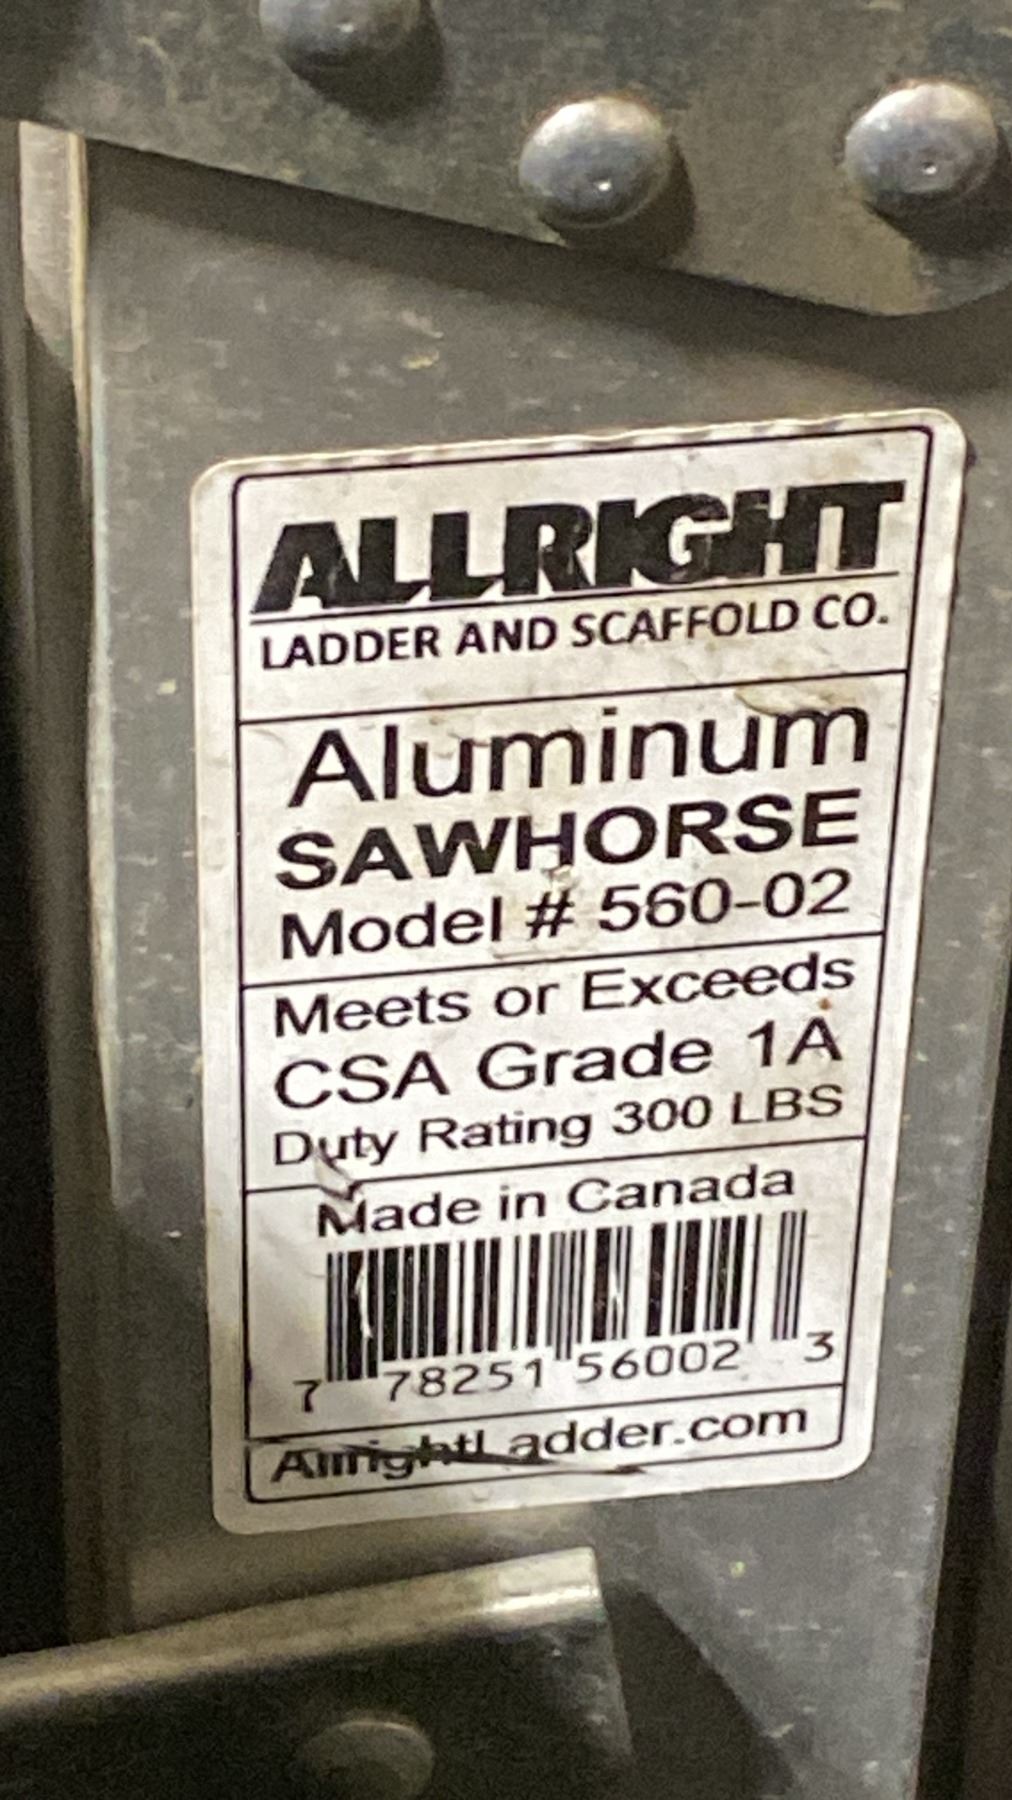 ALLRIGHT
LADDER AND SCAFFOLD CO.
Aluminum
SAWHORSE
Model # 560-02
Meets or Exceeds
CSA Grade 1A
Duty Rating 300 LBS
Made in Canada
7 78251 56002 3
AllrightLadder.com